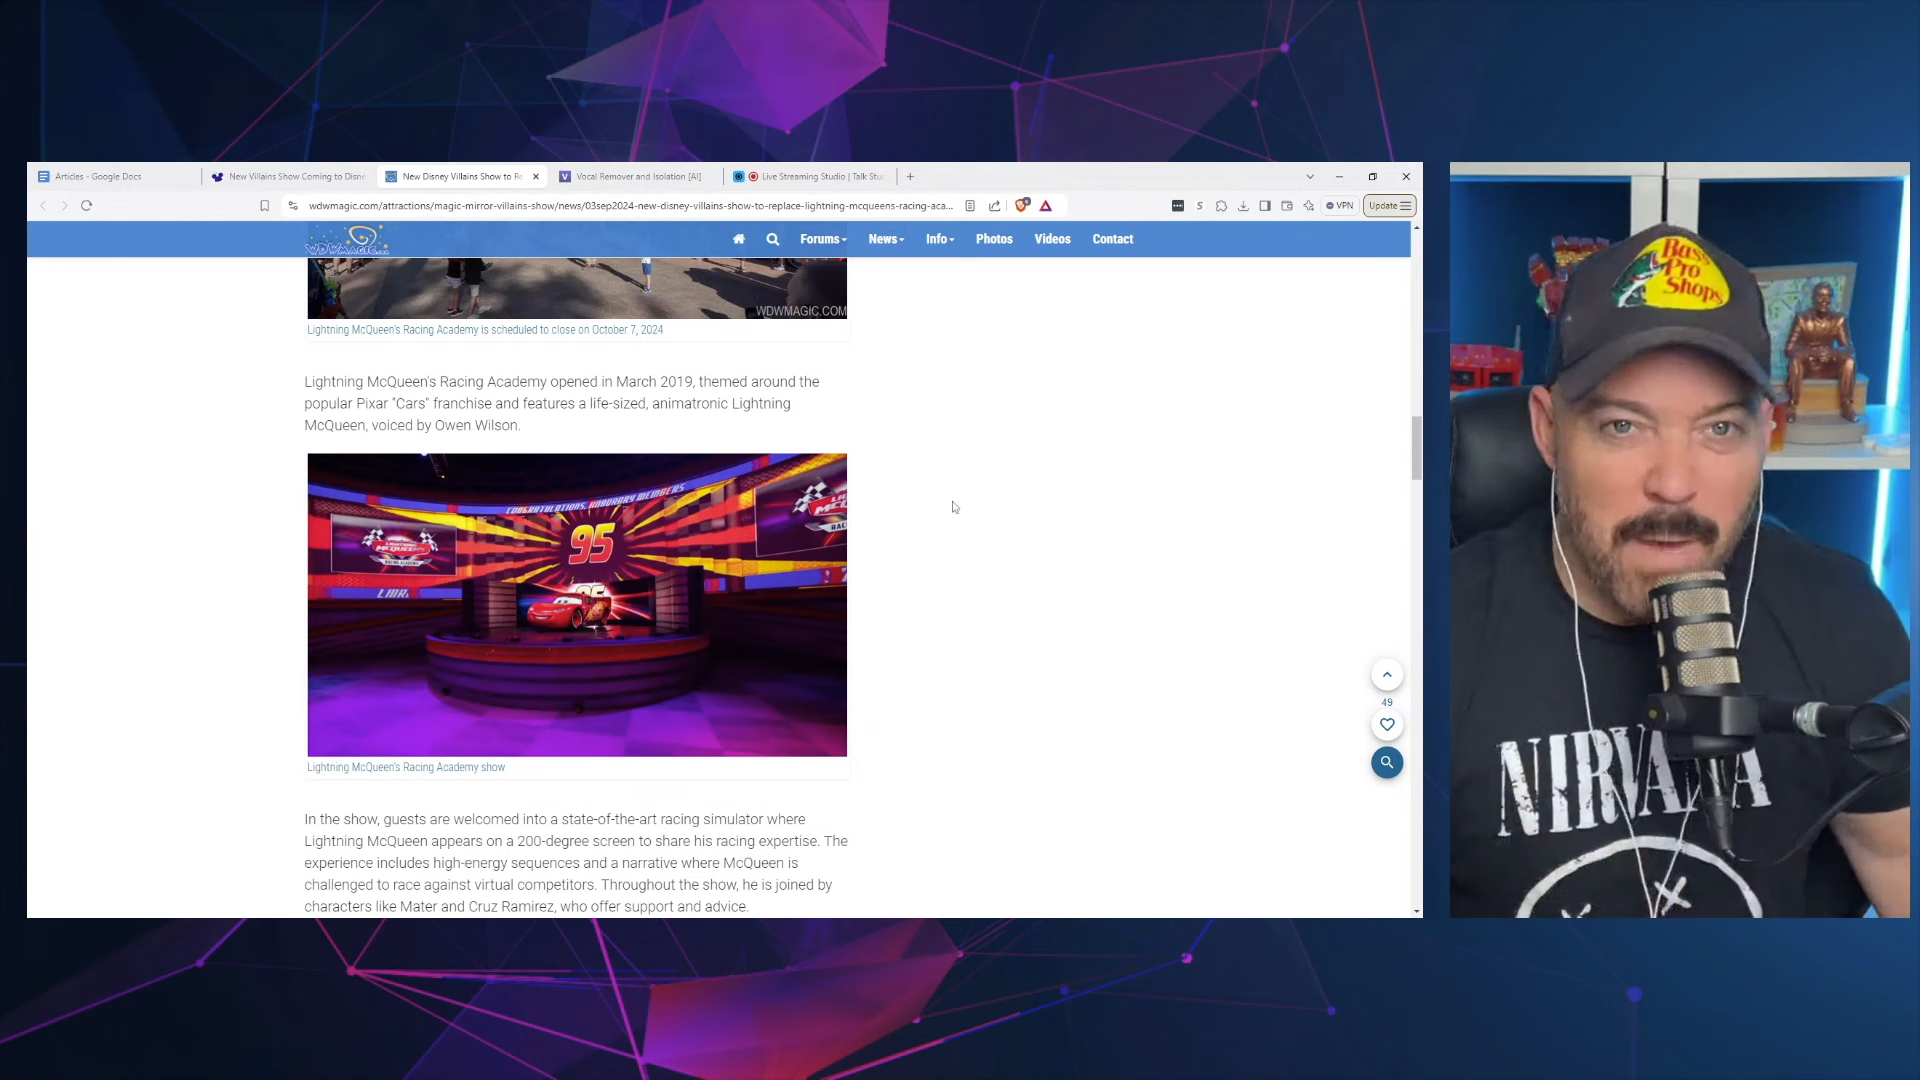 Articles - Google Docs
New Villains Show Coming to Disne
New Disney Villains Show to Re
Vocal Remover and Isolation [AI]
Live Streaming Studio | Talk Stu
wdwmagic.com/attractions/magic-mirror-villains-show/news/03sep2024-new-disney-villains-show-to-replace-lightning-mcqueens-racing-aca...
VPN
Update
WDWMAGIC.COM
Forums
News
Info
Photos
Videos
Contact
WDWMAGIC.COM
Lightning McQueen's Racing Academy is scheduled to close on October 7, 2024
Lightning McQueen's Racing Academy opened in March 2019, themed around the
popular Pixar "Cars" franchise and features a life-sized, animatronic Lightning
McQueen, voiced by Owen Wilson.
CONGRATULATIONS, HONORARY MEMBERS
95
LIGHTNING
MCQUEEN'S
RACING ACADEMY
95
LMRA
Lightning McQueen's Racing Academy show
In the show, guests are welcomed into a state-of-the-art racing simulator where
Lightning McQueen appears on a 200-degree screen to share his racing expertise. The
experience includes high-energy sequences and a narrative where McQueen is
challenged to race against virtual competitors. Throughout the show, he is joined by
characters like Mater and Cruz Ramirez, who offer support and advice.
49
Bass
Pro
Shops
NIRVANA